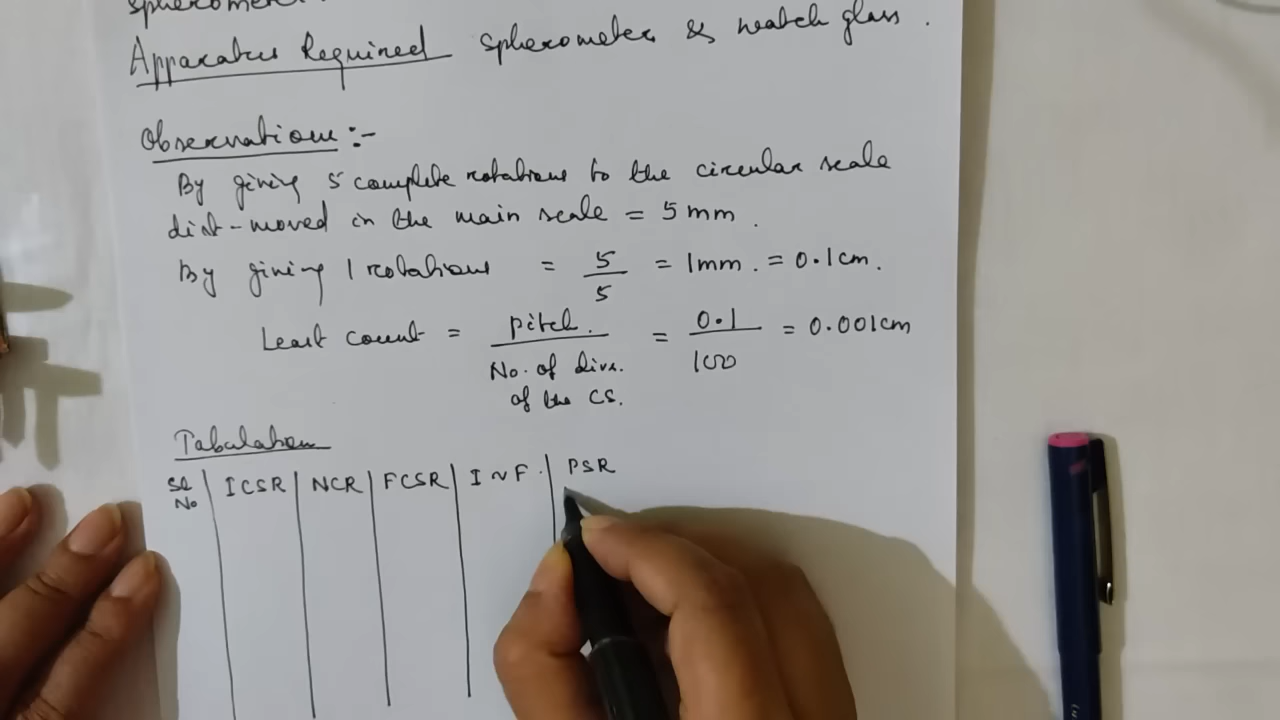 spherometer.
Apparatus Required spherometer & watch glass.
Observation :-
By giving 5 complete rotations to the circular scale
dist-moved in the main scale = 5 mm.
By giving 1 rotations = 5/5 = 1mm. = 0.1cm.
Least count = pitch. / No. of divs. of the CS. = 0.1/100 = 0.001cm
Tabulation
Sl No | ICSR | NCR | FCSR | I ~ F. | PSR